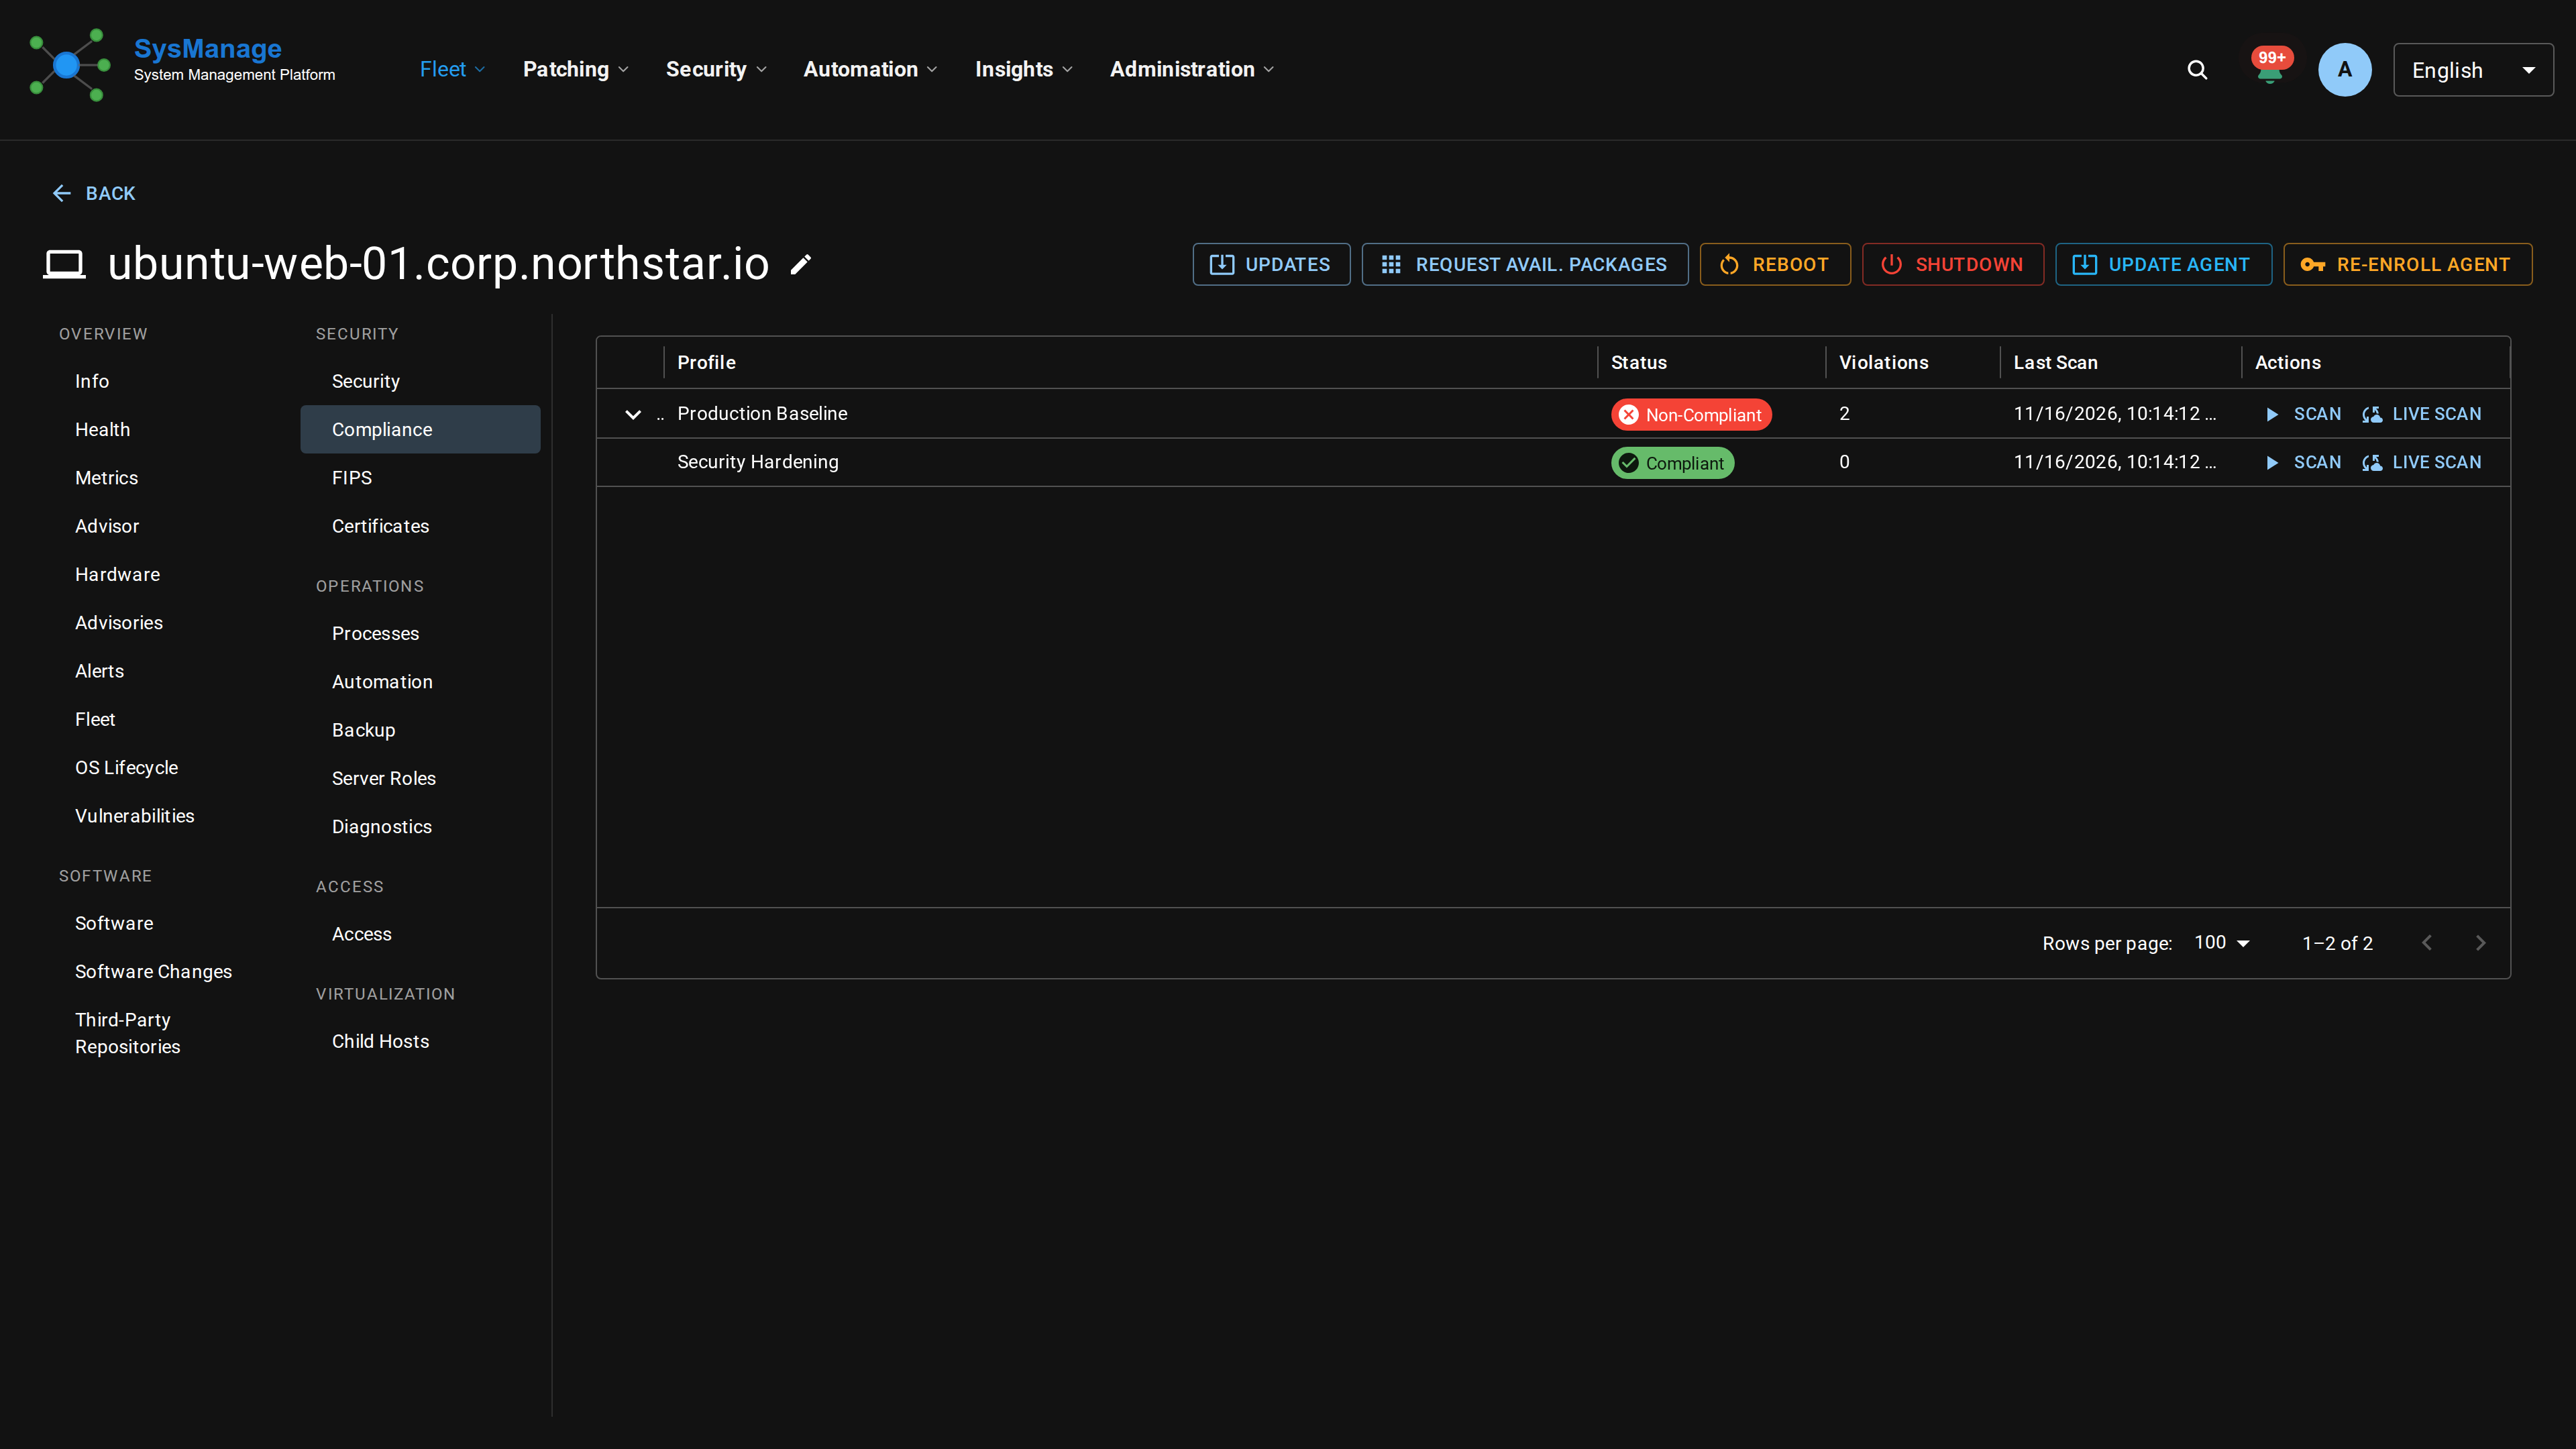 SysManage
System Management Platform
Fleet
Patching
Security
Automation
Insights
Administration
99+
A
English
BACK
ubuntu-web-01.corp.northstar.io
UPDATES
REQUEST AVAIL. PACKAGES
REBOOT
SHUTDOWN
UPDATE AGENT
RE-ENROLL AGENT
OVERVIEW
Info
Health
Metrics
Advisor
Hardware
Advisories
Alerts
Fleet
OS Lifecycle
Vulnerabilities
SOFTWARE
Software
Software Changes
Third-Party
Repositories
SECURITY
Security
Compliance
FIPS
Certificates
OPERATIONS
Processes
Automation
Backup
Server Roles
Diagnostics
ACCESS
Access
VIRTUALIZATION
Child Hosts
Profile Status Violations Last Scan Actions
.. Production Baseline Non-Compliant 2 11/16/2026, 10:14:12 ... SCAN LIVE SCAN
Security Hardening Compliant 0 11/16/2026, 10:14:12 ... SCAN LIVE SCAN
Rows per page: 100 1–2 of 2